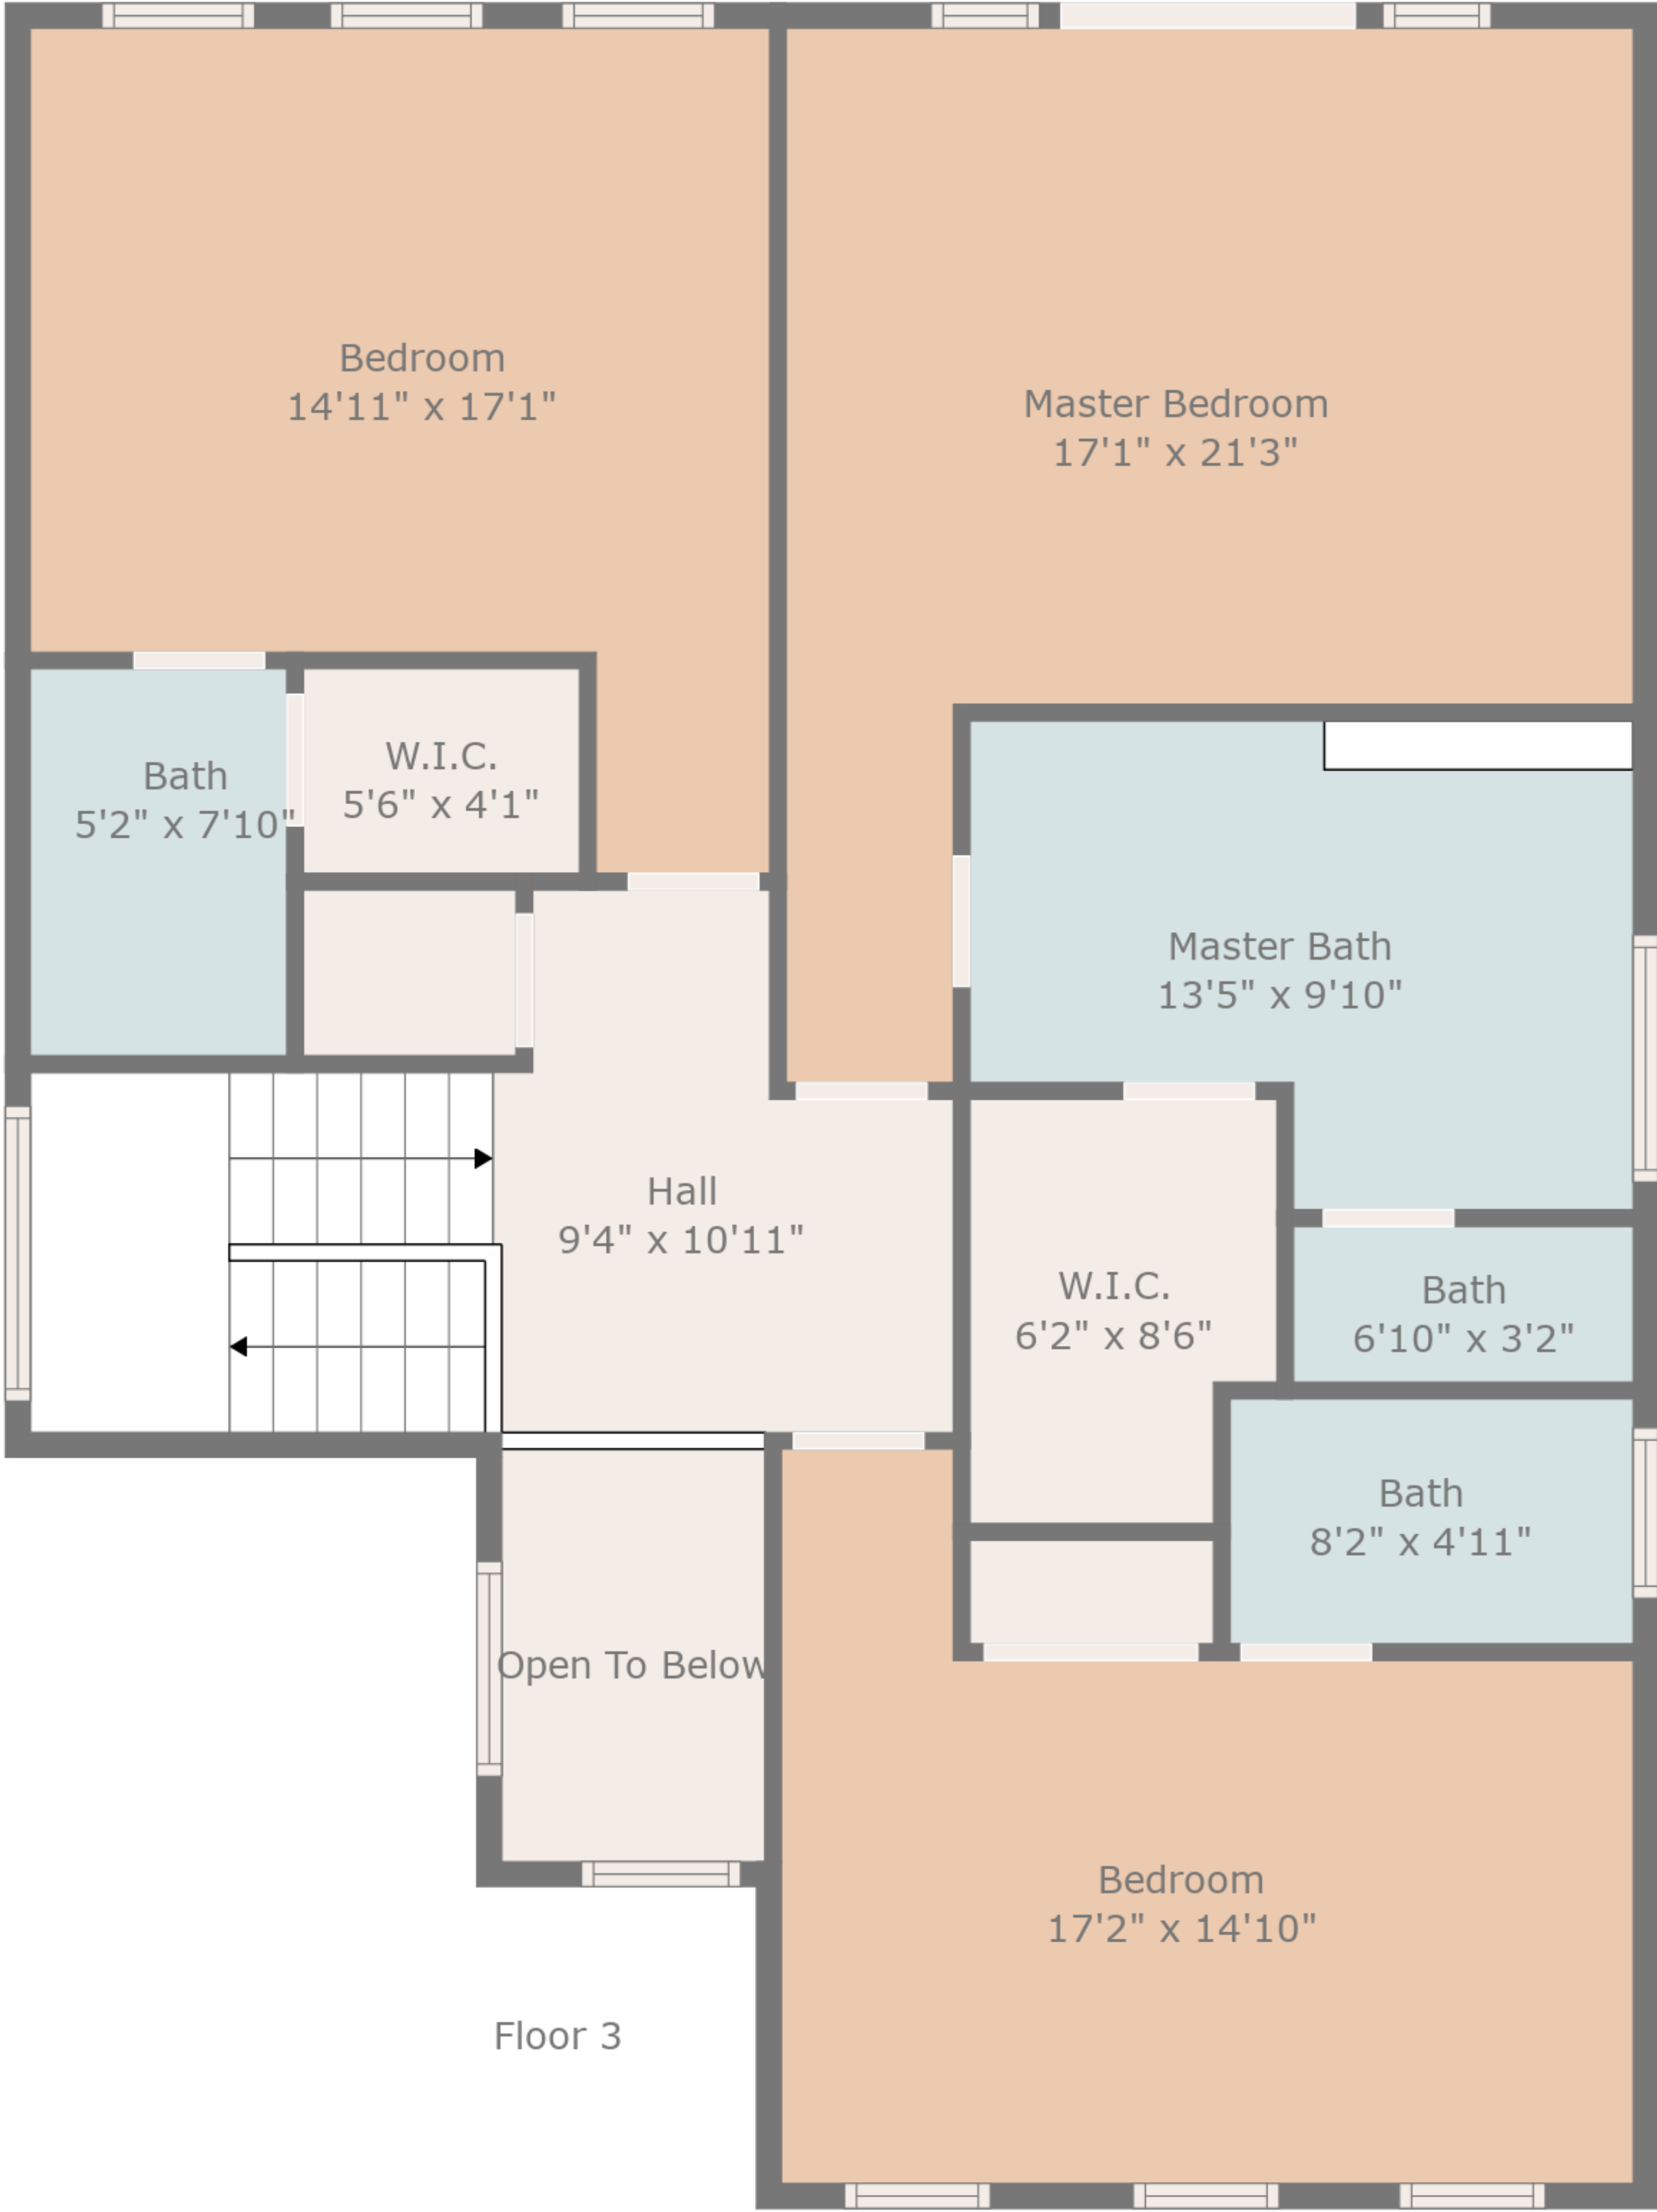 Bedroom
14'11" x 17'1"
Master Bedroom
17'1" x 21'3"
W.I.C.
5'6" x 4'1"
Bath
5'2" x 7'10"
Master Bath
13'5" x 9'10"
Hall
9'4" x 10'11"
W.I.C.
6'2" x 8'6"
Bath
6'10" x 3'2"
Bath
8'2" x 4'11"
Open To Below
Bedroom
17'2" x 14'10"
Floor 3